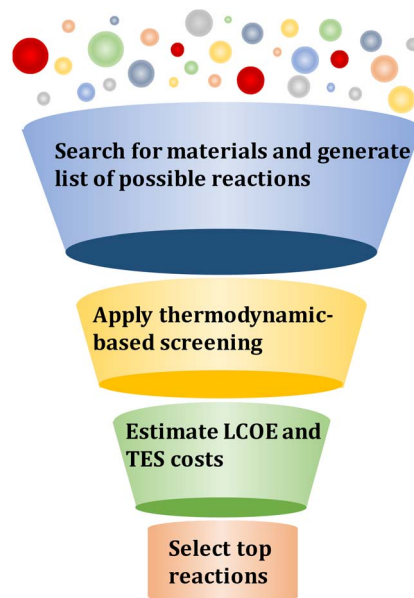 Search for materials and generate
list of possible reactions
Apply thermodynamic-
based screening
Estimate LCOE and
TES costs
Select top
reactions